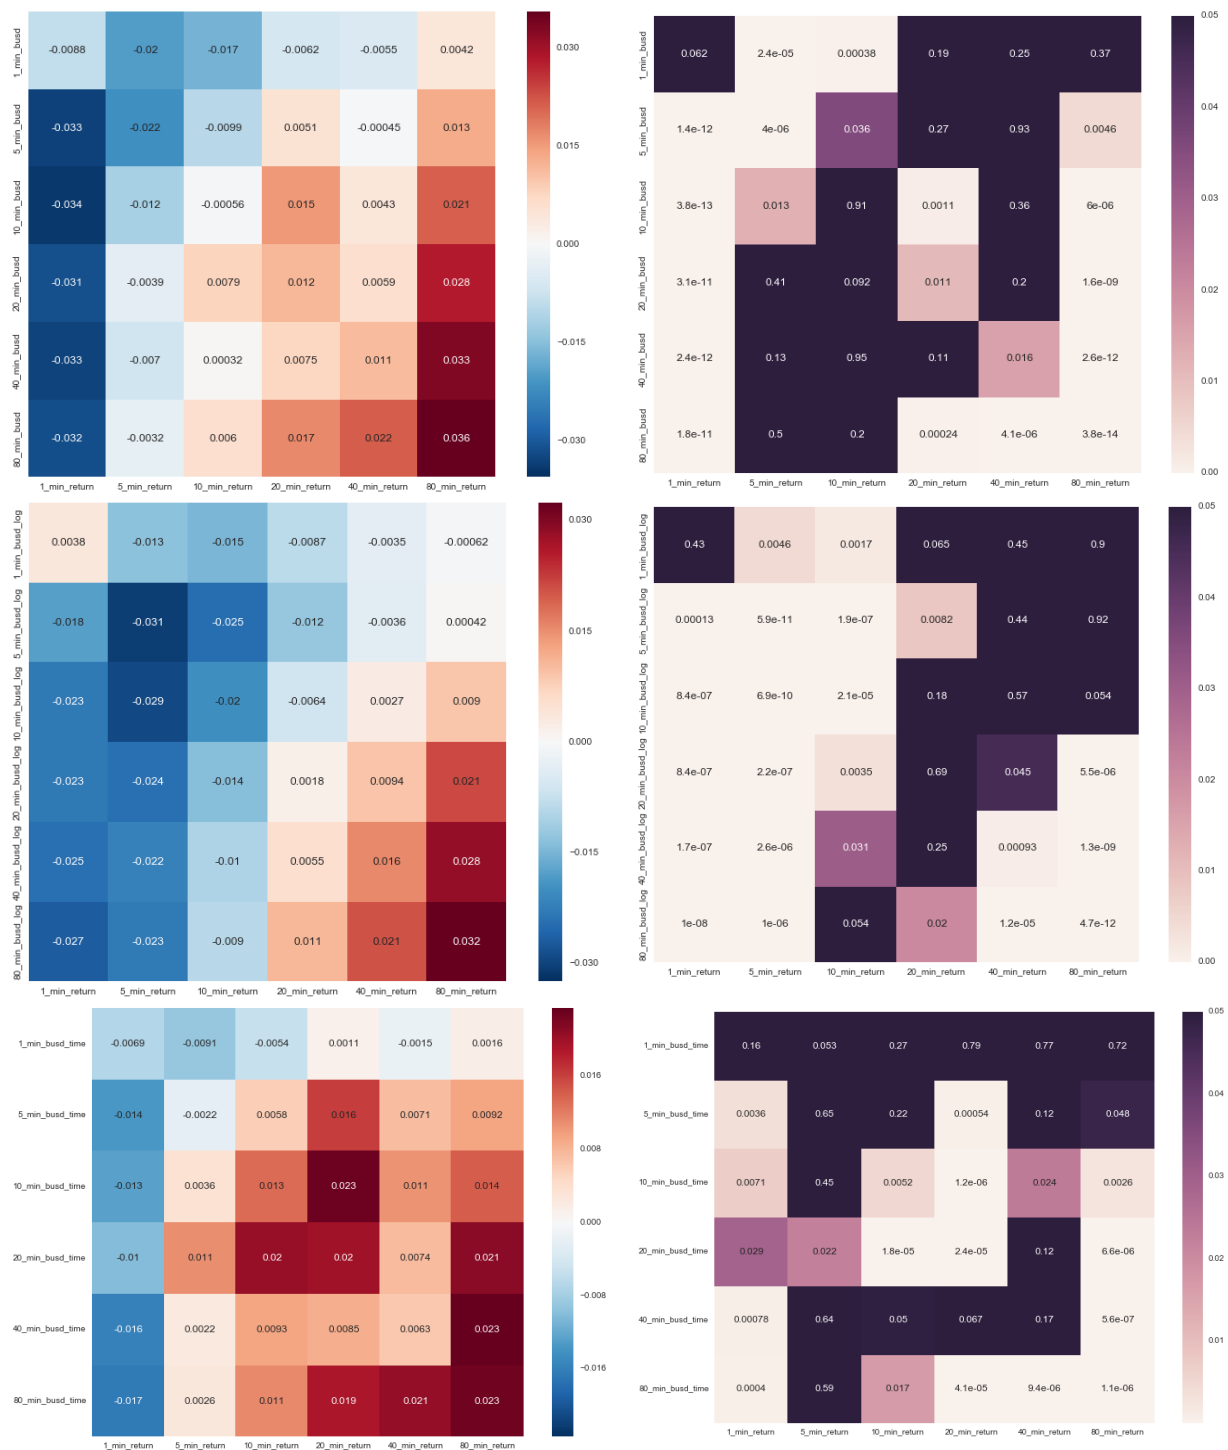 1_min_busd -0.0088 -0.02 -0.017 -0.0062 -0.0055 0.0042
5_min_busd -0.033 -0.022 -0.0099 0.0051 -0.00045 0.013
10_min_busd -0.034 -0.012 -0.00056 0.015 0.0043 0.021
20_min_busd -0.031 -0.0039 0.0079 0.012 0.0059 0.028
40_min_busd -0.033 -0.007 0.00032 0.0075 0.011 0.033
80_min_busd -0.032 -0.0032 0.006 0.017 0.022 0.036
1_min_return 5_min_return 10_min_return 20_min_return 40_min_return 80_min_return
0.030
0.015
0.000
−0.015
−0.030
1_min_busd 0.062 2.4e-05 0.00038 0.19 0.25 0.37
5_min_busd 1.4e-12 4e-06 0.036 0.27 0.93 0.0046
10_min_busd 3.8e-13 0.013 0.91 0.0011 0.36 6e-06
20_min_busd 3.1e-11 0.41 0.092 0.011 0.2 1.6e-09
40_min_busd 2.4e-12 0.13 0.95 0.11 0.016 2.6e-12
80_min_busd 1.8e-11 0.5 0.2 0.00024 4.1e-06 3.8e-14
1_min_return 5_min_return 10_min_return 20_min_return 40_min_return 80_min_return
0.05
0.04
0.03
0.02
0.01
0.00
1_min_busd_log 0.0038 -0.013 -0.015 -0.0087 -0.0035 -0.00062
5_min_busd_log -0.018 -0.031 -0.025 -0.012 -0.0036 0.00042
10_min_busd_log -0.023 -0.029 -0.02 -0.0064 0.0027 0.009
20_min_busd_log -0.023 -0.024 -0.014 0.0018 0.0094 0.021
40_min_busd_log -0.025 -0.022 -0.01 0.0055 0.016 0.028
80_min_busd_log -0.027 -0.023 -0.009 0.011 0.021 0.032
1_min_return 5_min_return 10_min_return 20_min_return 40_min_return 80_min_return
0.030
0.015
0.000
−0.015
−0.030
1_min_busd_log 0.43 0.0046 0.0017 0.065 0.45 0.9
5_min_busd_log 0.00013 5.9e-11 1.9e-07 0.0082 0.44 0.92
10_min_busd_log 8.4e-07 6.9e-10 2.1e-05 0.18 0.57 0.054
20_min_busd_log 8.4e-07 2.2e-07 0.0035 0.69 0.045 5.5e-06
40_min_busd_log 1.7e-07 2.6e-06 0.031 0.25 0.00093 1.3e-09
80_min_busd_log 1e-08 1e-06 0.054 0.02 1.2e-05 4.7e-12
1_min_return 5_min_return 10_min_return 20_min_return 40_min_return 80_min_return
0.05
0.04
0.03
0.02
0.01
0.00
1_min_busd_time -0.0069 -0.0091 -0.0054 0.0011 -0.0015 0.0016
5_min_busd_time -0.014 -0.0022 0.0058 0.016 0.0071 0.0092
10_min_busd_time -0.013 0.0036 0.013 0.023 0.011 0.014
20_min_busd_time -0.01 0.011 0.02 0.02 0.0074 0.021
40_min_busd_time -0.016 0.0022 0.0093 0.0085 0.0063 0.023
80_min_busd_time -0.017 0.0026 0.011 0.019 0.021 0.023
1_min_return 5_min_return 10_min_return 20_min_return 40_min_return 80_min_return
0.016
0.008
0.000
−0.008
−0.016
1_min_busd_time 0.16 0.053 0.27 0.79 0.77 0.72
5_min_busd_time 0.0036 0.65 0.22 0.00054 0.12 0.048
10_min_busd_time 0.0071 0.45 0.0052 1.2e-06 0.024 0.0026
20_min_busd_time 0.029 0.022 1.8e-05 2.4e-05 0.12 6.6e-06
40_min_busd_time 0.00078 0.64 0.05 0.067 0.17 5.6e-07
80_min_busd_time 0.0004 0.59 0.017 4.1e-05 9.4e-06 1.1e-06
1_min_return 5_min_return 10_min_return 20_min_return 40_min_return 80_min_return
0.05
0.04
0.03
0.02
0.01